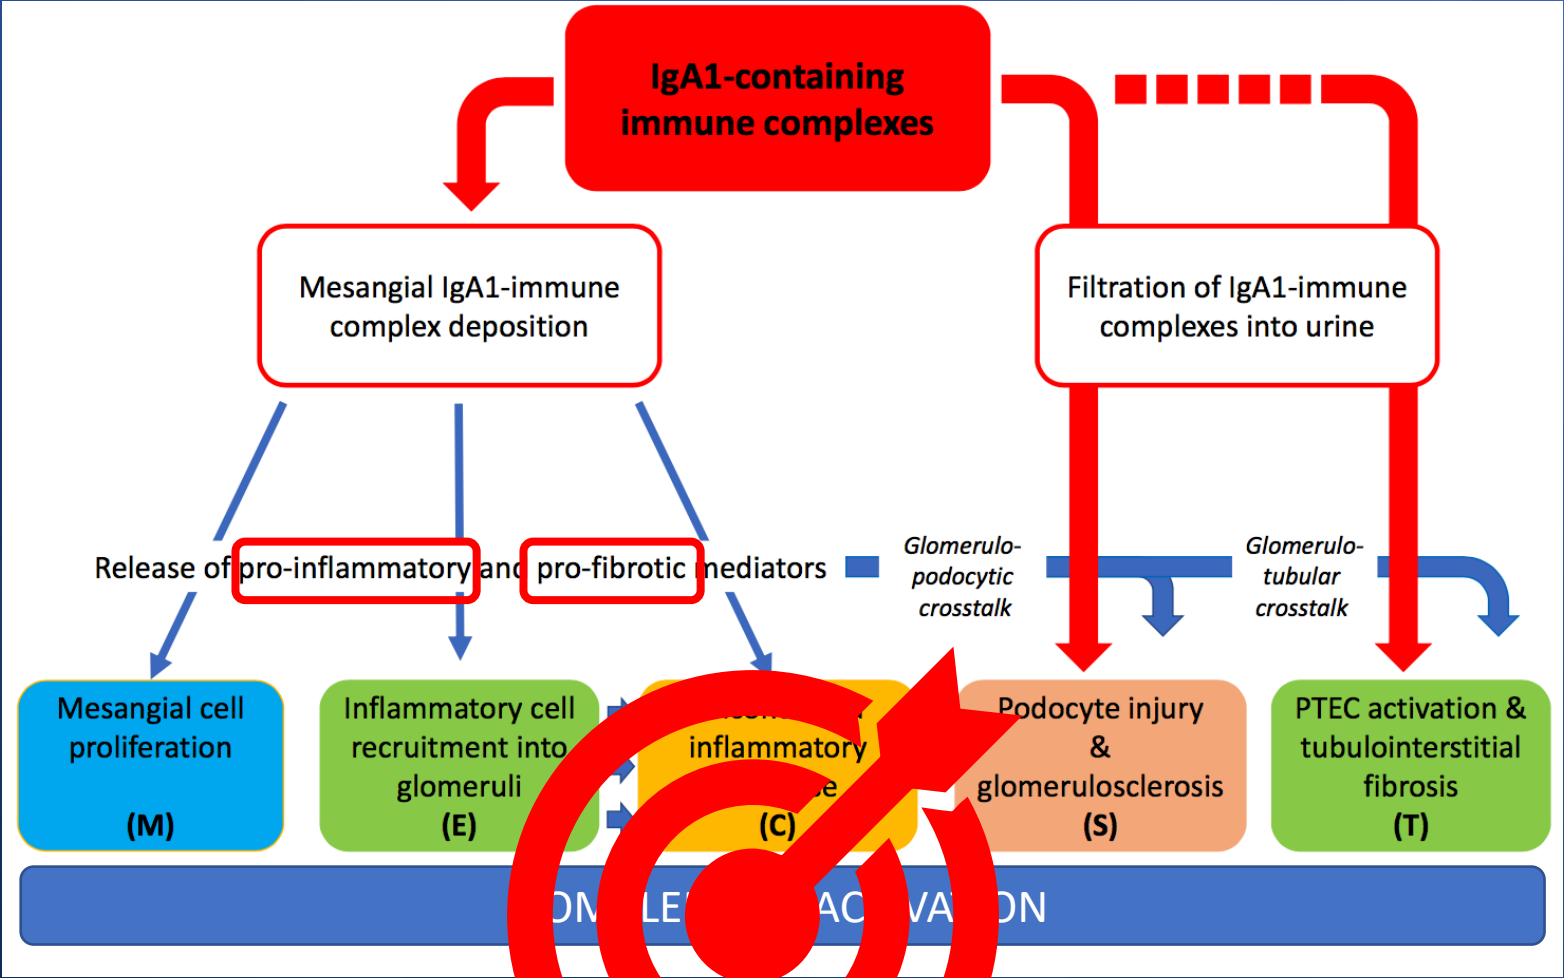 IgA1-containing
immune complexes
Mesangial IgA1-immune
complex deposition
Filtration of IgA1-immune
complexes into urine
Release of pro-inflammatory and pro-fibrotic mediators
Glomerulo-
podocytic
crosstalk
Glomerulo-
tubular
crosstalk
Mesangial cell
proliferation
(M)
Inflammatory cell
recruitment into
glomeruli
(E)
inflammatory
(C)
Podocyte injury
&
glomerulosclerosis
(S)
PTEC activation &
tubulointerstitial
fibrosis
(T)